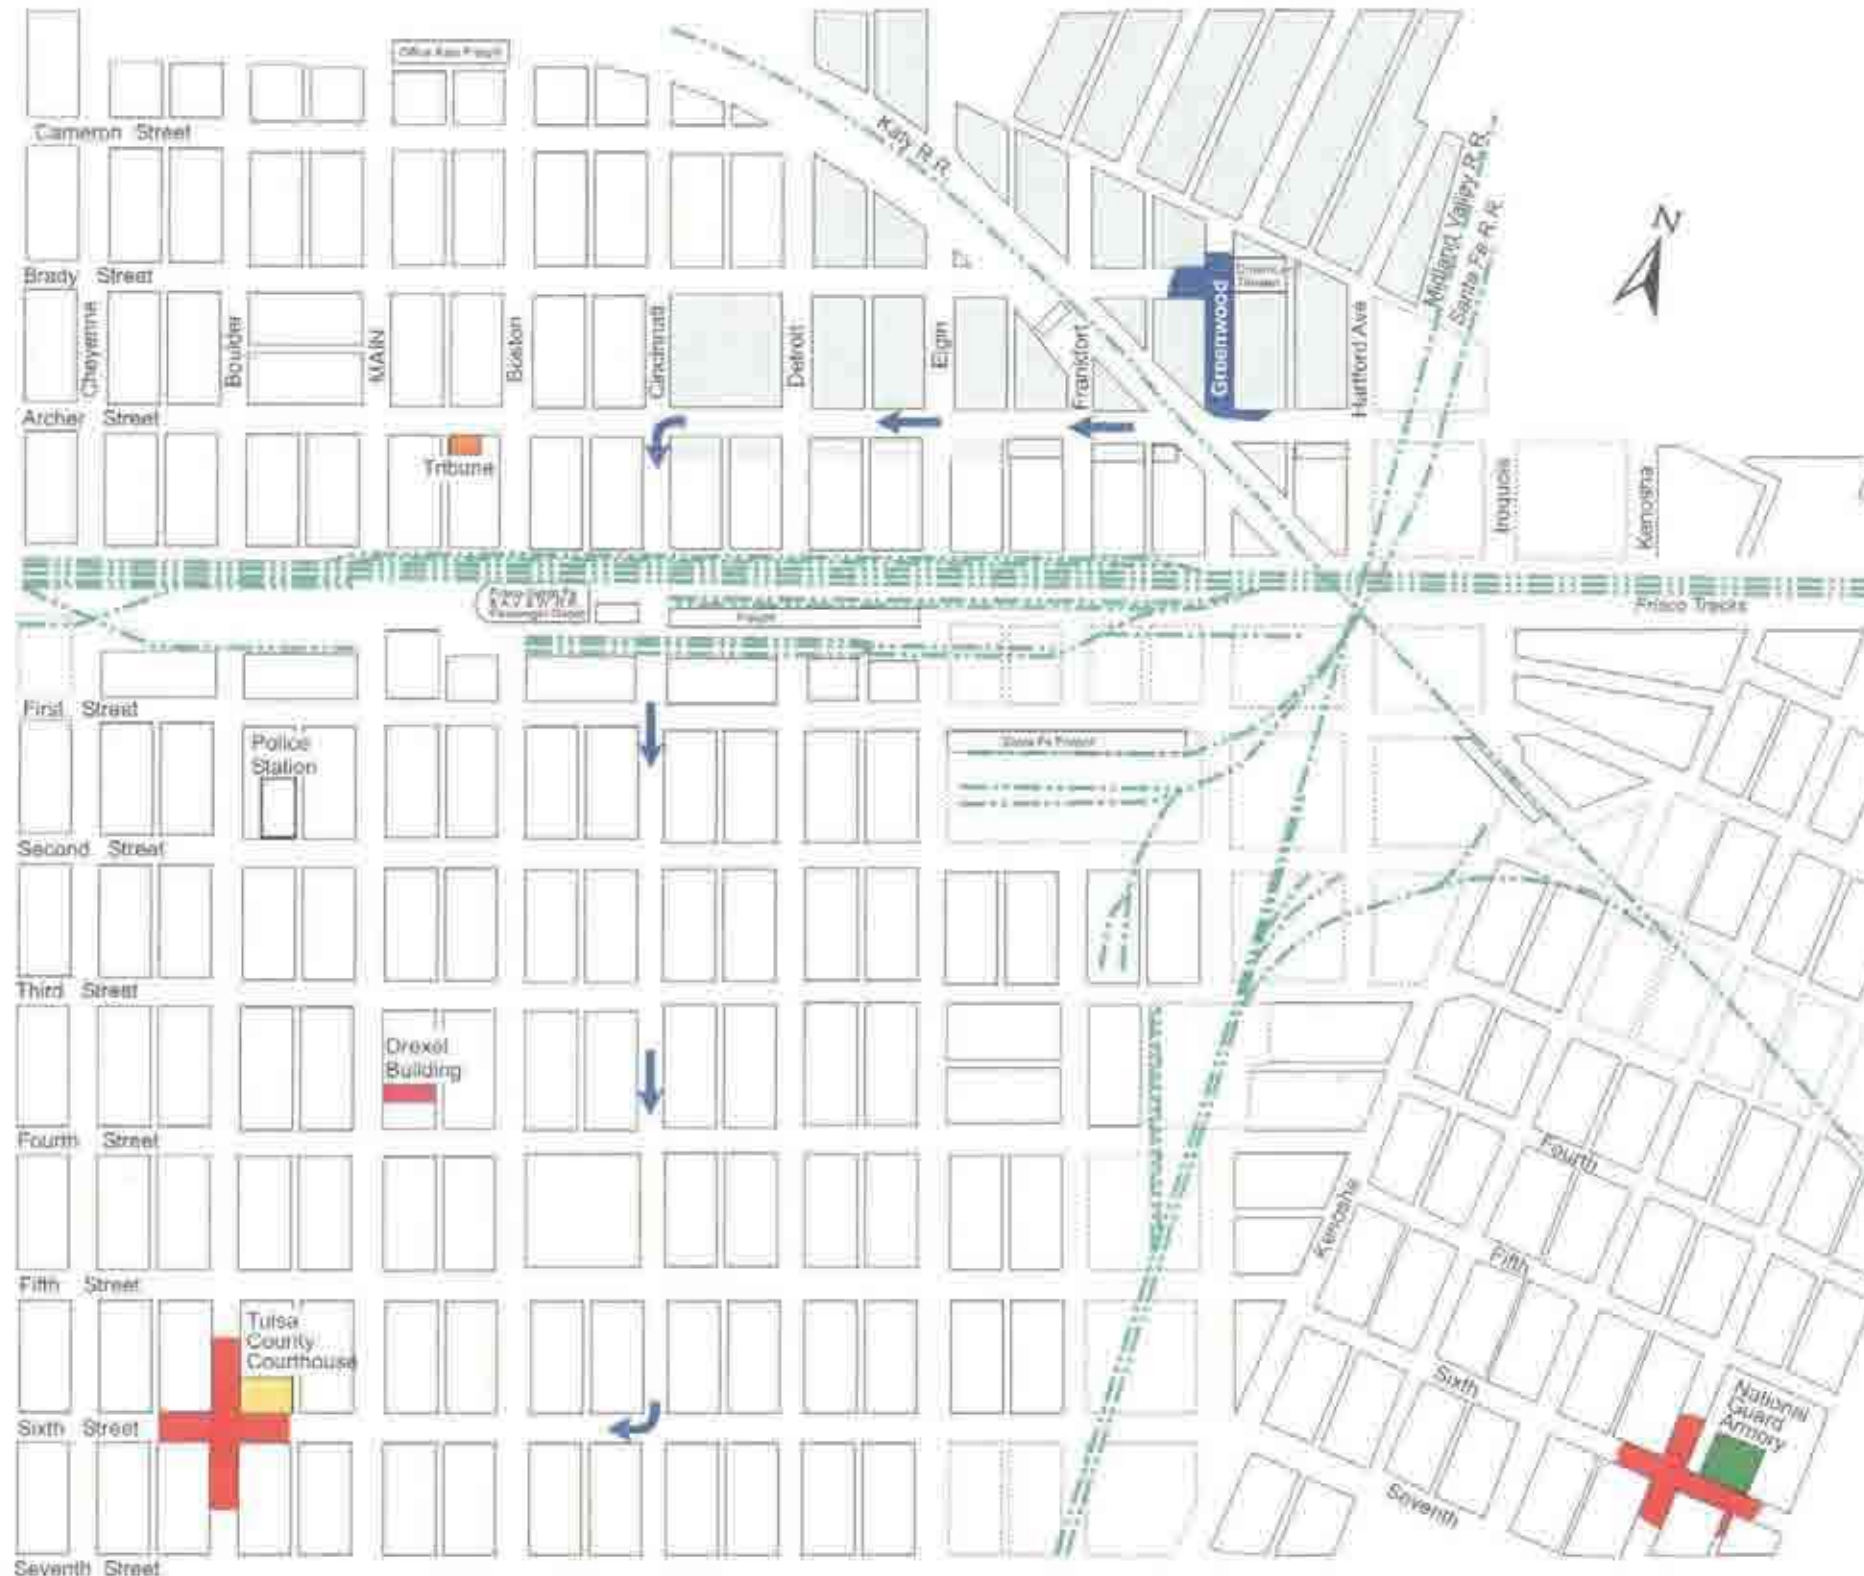 Cameron Street
Katy R.R.
Midland Valley R.R.
Santa Fe R.R.
N
Brady Street
Cheyenne
Boulder
MAIN
Boston
Cincinnati
Detroit
Elgin
Frankfort
Greenwood
Hartford Ave
Archer Street
Tribune
Iroquois
Kenosha
Frisco Tracks
Freight
First Street
Police
Station
Second Street
Third Street
Drexel
Building
Fourth Street
Fourth
Kenosha
Fifth Street
Fifth
Tulsa
County
Courthouse
Sixth Street
Sixth
National
Guard
Armory
Seventh
Seventh Street